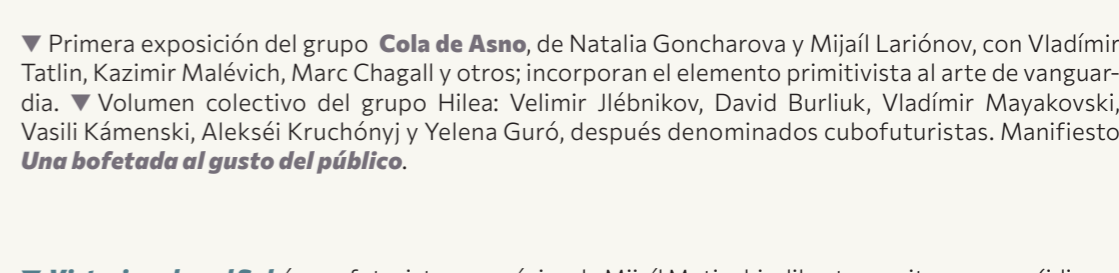 ▼ Primera exposición del grupo Cola de Asno, de Natalia Goncharova y Mijaíl Lariónov, con Vladímir
Tatlin, Kazimir Malévich, Marc Chagall y otros; incorporan el elemento primitivista al arte de vanguar-
dia. ▼ Volumen colectivo del grupo Hilea: Velimir Jlébnikov, David Burliuk, Vladímir Mayakovski,
Vasili Kámenski, Alekséi Kruchónyj y Yelena Guró, después denominados cubofuturistas. Manifiesto
Una bofetada al gusto del público.